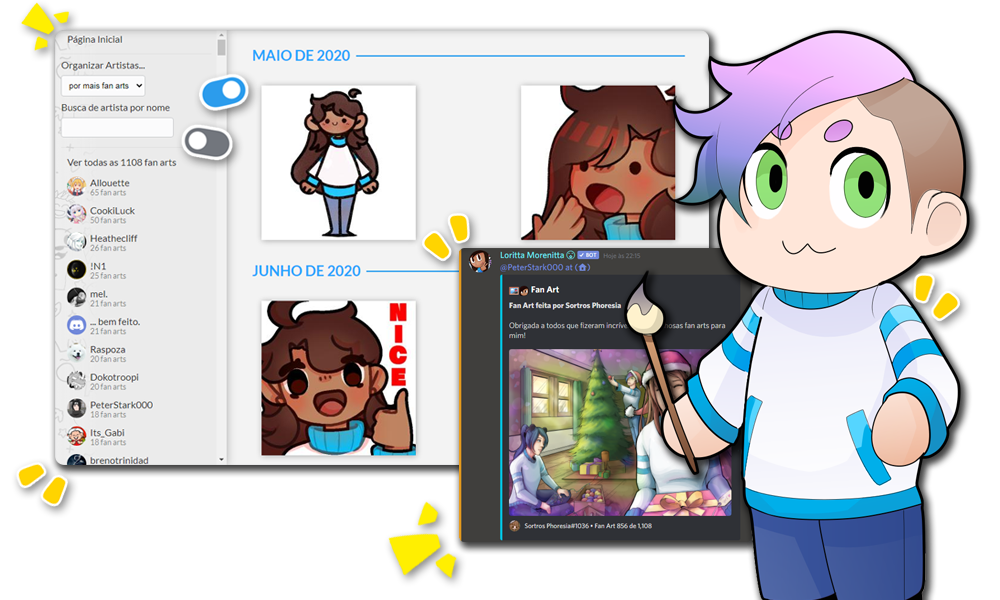 Página Inicial
Organizar Artistas...
por mais fan arts
Busca de artista por nome
Ver todas as 1108 fan arts
Allouette
65 fan arts
CookiLuck
50 fan arts
Heathecliff
26 fan arts
!N1
25 fan arts
mel.
21 fan arts
... bem feito.
21 fan arts
Raspoza
20 fan arts
Dokotroopi
20 fan arts
PeterStark000
18 fan arts
Its_Gabi
18 fan arts
brenotrinidad
MAIO DE 2020
JUNHO DE 2020
NICE
Loritta Morenitta BOT Hoje às 22:15
@PeterStark000 at
Fan Art
Fan Art feita por Sortros Phoresia
Obrigada a todos que fizeram fan arts para
mim!
Sortros Phoresia#1036 • Fan Art 856 de 1,108